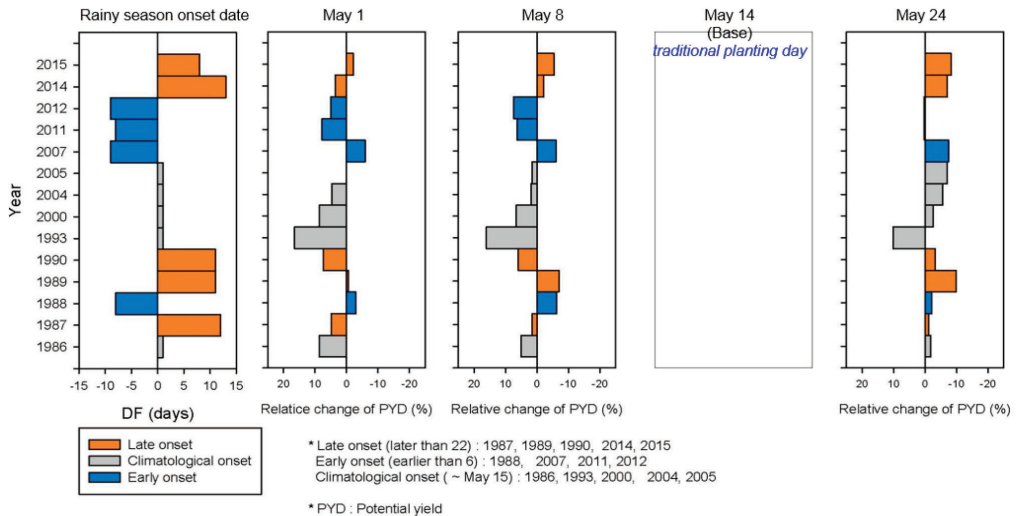 Rainy season onset date
May 1
May 8
May 14
(Base)
traditional planting day
May 24
Year
2015
2014
2012
2011
2007
2005
2004
2000
1993
1990
1989
1988
1987
1986
-15 -10 -5 0 5 10 15
20 10 0 -10 -20
20 10 0 -10 -20
20 10 0 -10 -20
DF (days)
Relatice change of PYD (%)
Relative change of PYD (%)
Relative change of PYD (%)
Late onset
Climatological onset
Early onset
* Late onset (later than 22) : 1987, 1989, 1990, 2014, 2015
Early onset (earlier than 6) : 1988, 2007, 2011, 2012
Climatological onset ( ~ May 15) : 1986, 1993, 2000, 2004, 2005
* PYD : Potential yield